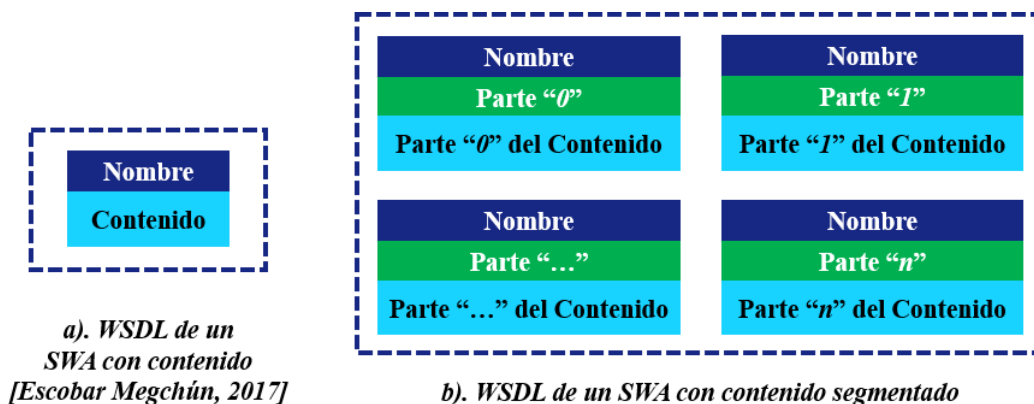 Nombre
Contenido
a). WSDL de un
SWA con contenido
[Escobar Megchún, 2017]
Nombre
Parte “0”
Parte “0” del Contenido
Nombre
Parte “1”
Parte “1” del Contenido
Nombre
Parte “...”
Parte “...” del Contenido
Nombre
Parte “n”
Parte “n” del Contenido
b). WSDL de un SWA con contenido segmentado